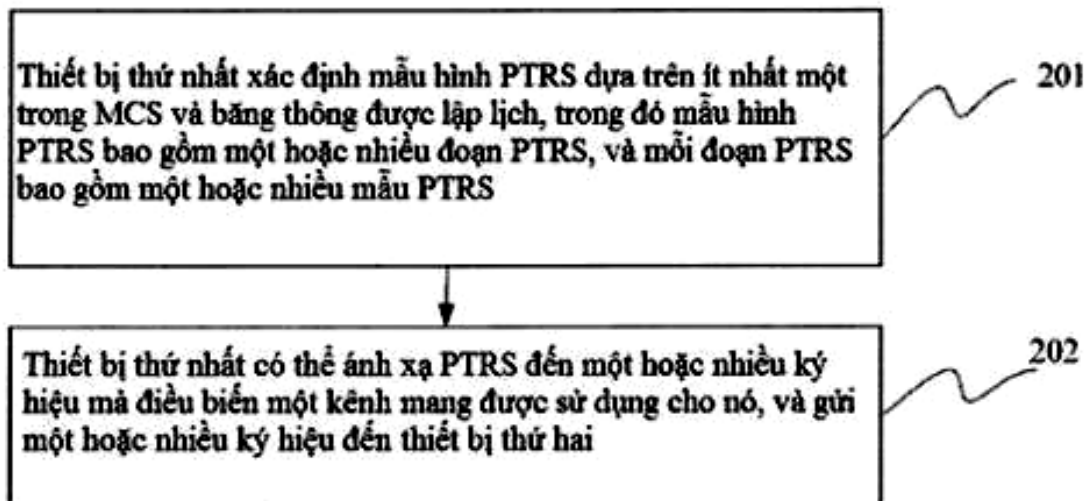 Thiết bị thứ nhất xác định mẫu hình PTRS dựa trên ít nhất một
trong MCS và băng thông được lập lịch, trong đó mẫu hình
PTRS bao gồm một hoặc nhiều đoạn PTRS, và mỗi đoạn PTRS
bao gồm một hoặc nhiều mẫu PTRS
201
Thiết bị thứ nhất có thể ánh xạ PTRS đến một hoặc nhiều ký
hiệu mà điều biến một kênh mang được sử dụng cho nó, và gửi
một hoặc nhiều ký hiệu đến thiết bị thứ hai
202